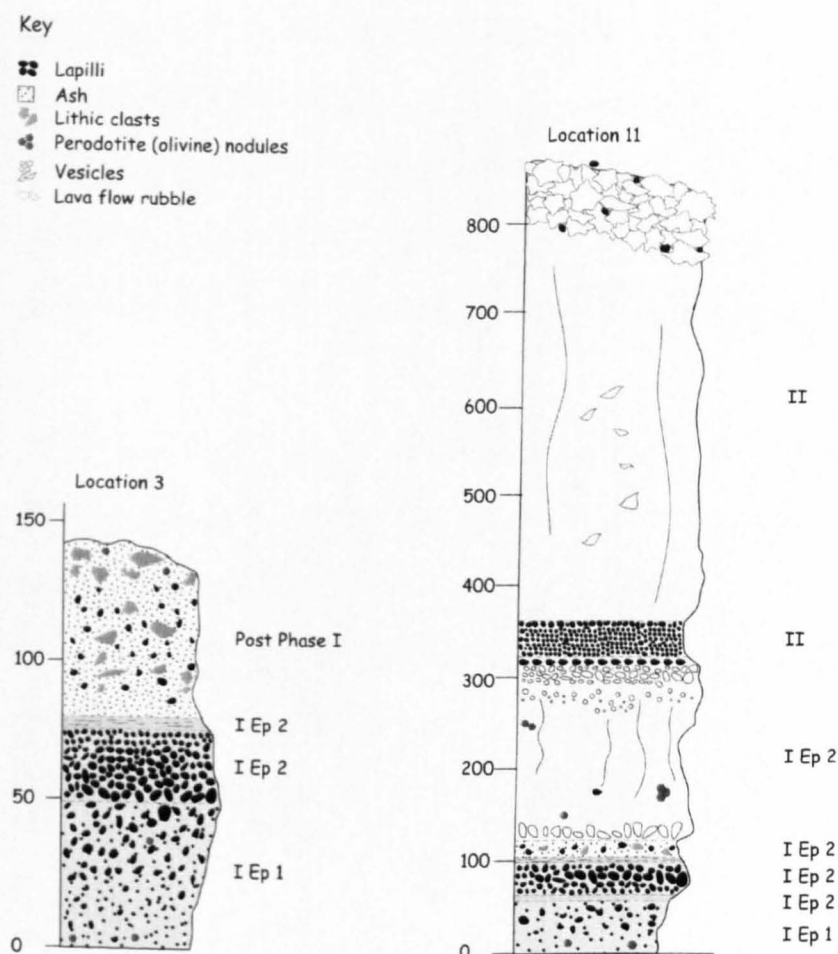 Key
Lapilli
Ash
Lithic clasts
Perodotite (olivine) nodules
Vesicles
Lava flow rubble
Location 3
150
100
50
0
Post Phase I
I Ep 2
I Ep 2
I Ep 1
Location 11
800
700
600
500
400
300
200
100
0
II
II
I Ep 2
I Ep 2
I Ep 2
I Ep 2
I Ep 1